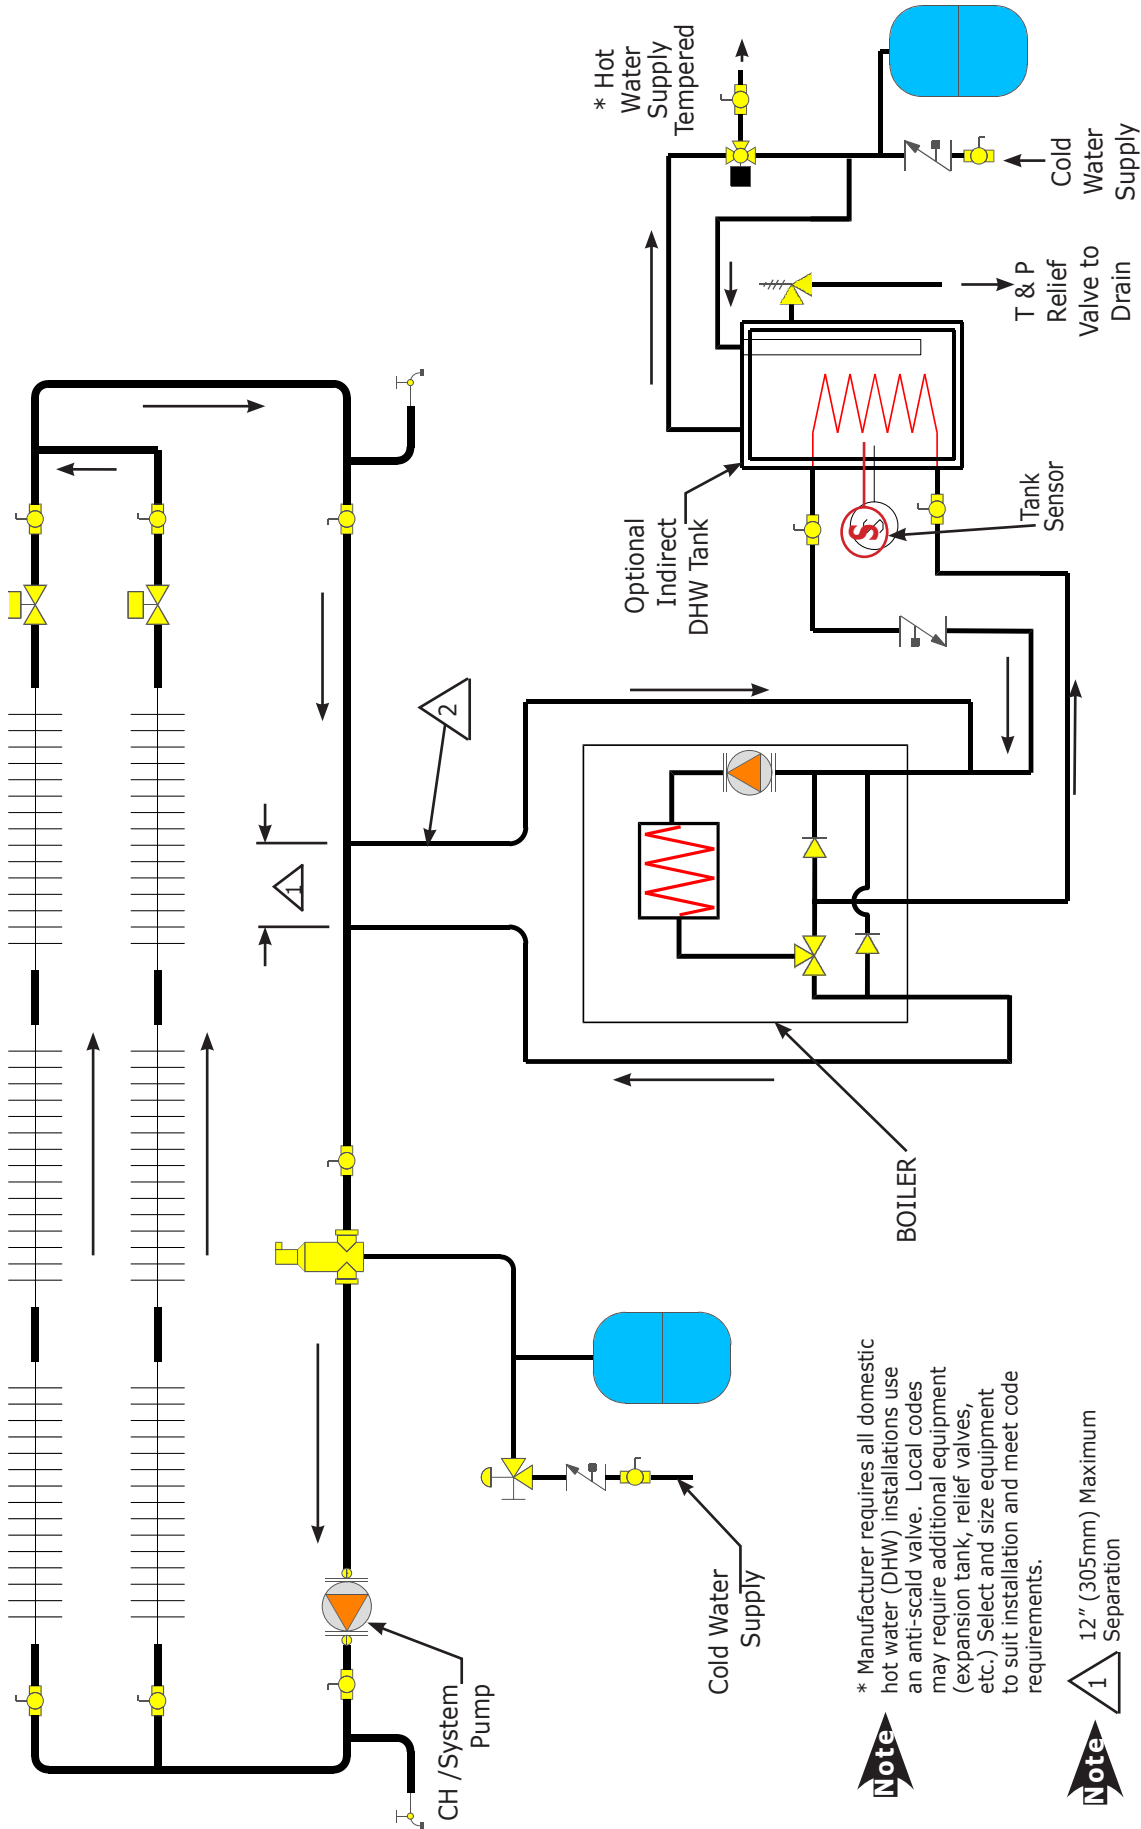 * Hot
Water
Supply
Tempered
Cold
Water
Supply
T & P
Relief
Valve to
Drain
Optional
Indirect
DHW Tank
S
Tank
Sensor
2
1
BOILER
CH /System
Pump
Cold Water
Supply
Note
* Manufacturer requires all domestic
hot water (DHW) installations use
an anti-scald valve. Local codes
may require additional equipment
(expansion tank, relief valves,
etc.) Select and size equipment
to suit installation and meet code
requirements.
Note
1
12” (305mm) Maximum
Separation